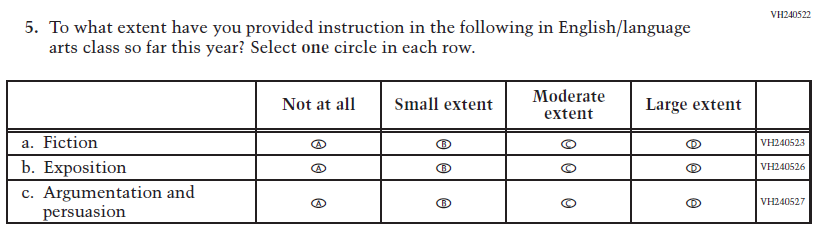 VH240522
5. To what extent have you provided instruction in the following in English/language
arts class so far this year? Select one circle in each row.
Not at all Small extent Moderate extent Large extent
a. Fiction A B C D VH240523
b. Exposition A B C D VH240526
c. Argumentation and
persuasion A B C D VH240527